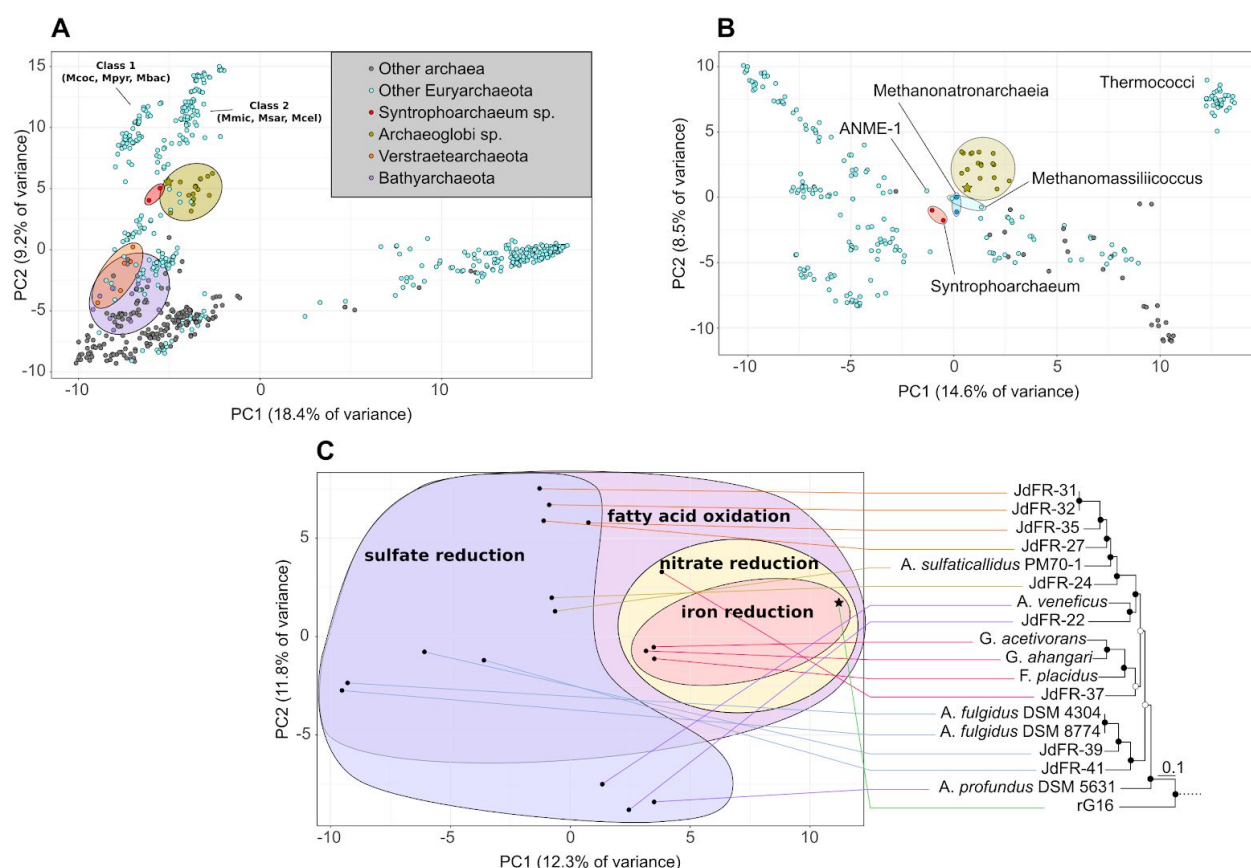 A
Class 1
(Mcoc, Mpyr, Mbac)
Class 2
(Mmic, Msar, Mcel)
Other archaea
Other Euryarchaeota
Syntrophoarchaeum sp.
Archaeoglobi sp.
Verstraetearchaeota
Bathyarchaeota
15
10
5
0
-5
-10
PC2 (9.2% of variance)
-10
0
10
PC1 (18.4% of variance)
B
Thermococci
Methanonatronarchaeia
ANME-1
Methanomassiliicoccus
Syntrophoarchaeum
10
5
0
-5
-10
PC2 (8.5% of variance)
-10
-5
0
5
10
PC1 (14.6% of variance)
C
fatty acid oxidation
sulfate reduction
nitrate reduction
iron reduction
5
0
-5
PC2 (11.8% of variance)
-10
-5
0
5
10
PC1 (12.3% of variance)
JdFR-31
JdFR-32
JdFR-35
JdFR-27
A. sulfaticallidus PM70-1
JdFR-24
A. veneficus
JdFR-22
G. acetivorans
G. ahangari
F. placidus
JdFR-37
A. fulgidus DSM 4304
A. fulgidus DSM 8774
JdFR-39
JdFR-41
A. profundus DSM 5631
rG16
0.1